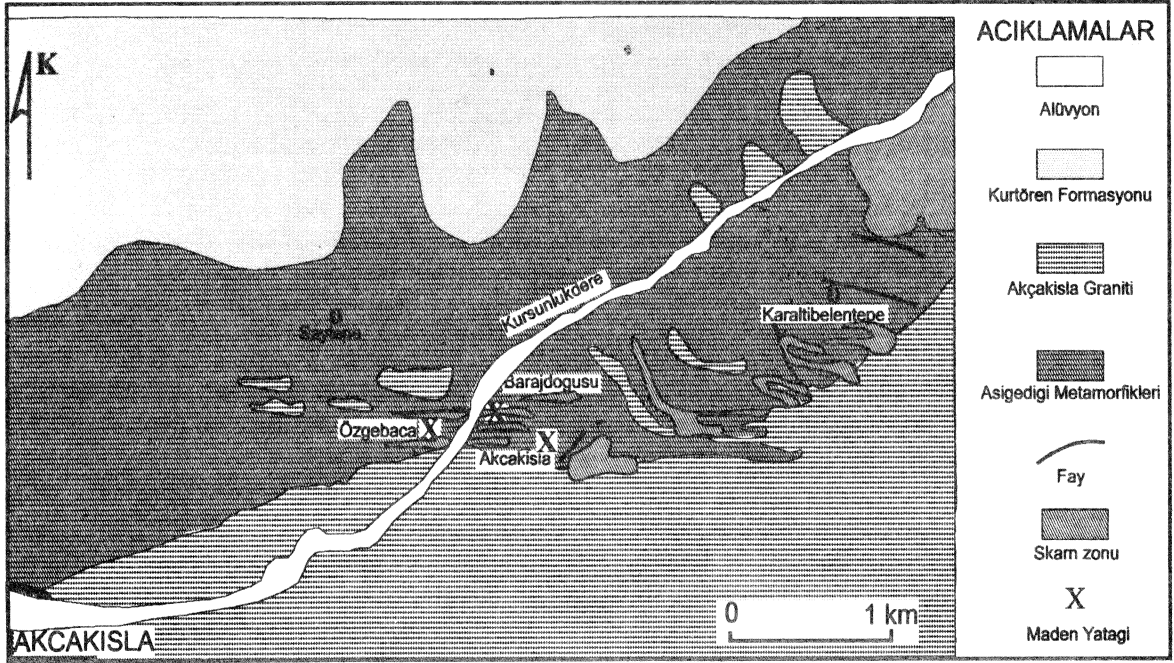 K
Kursunlukdere
Karaltibelentepe
Barajdogusu
Özgebacai X
X
X
Akcakisla
AKCAKISLA
0 1 km
ACIKLAMALAR
Alüvyon
Kurtören Formasyonu
Akçakisla Graniti
Asigedigi Metamorfikleri
Fay
Skarn zonu
X
Maden Yatagi